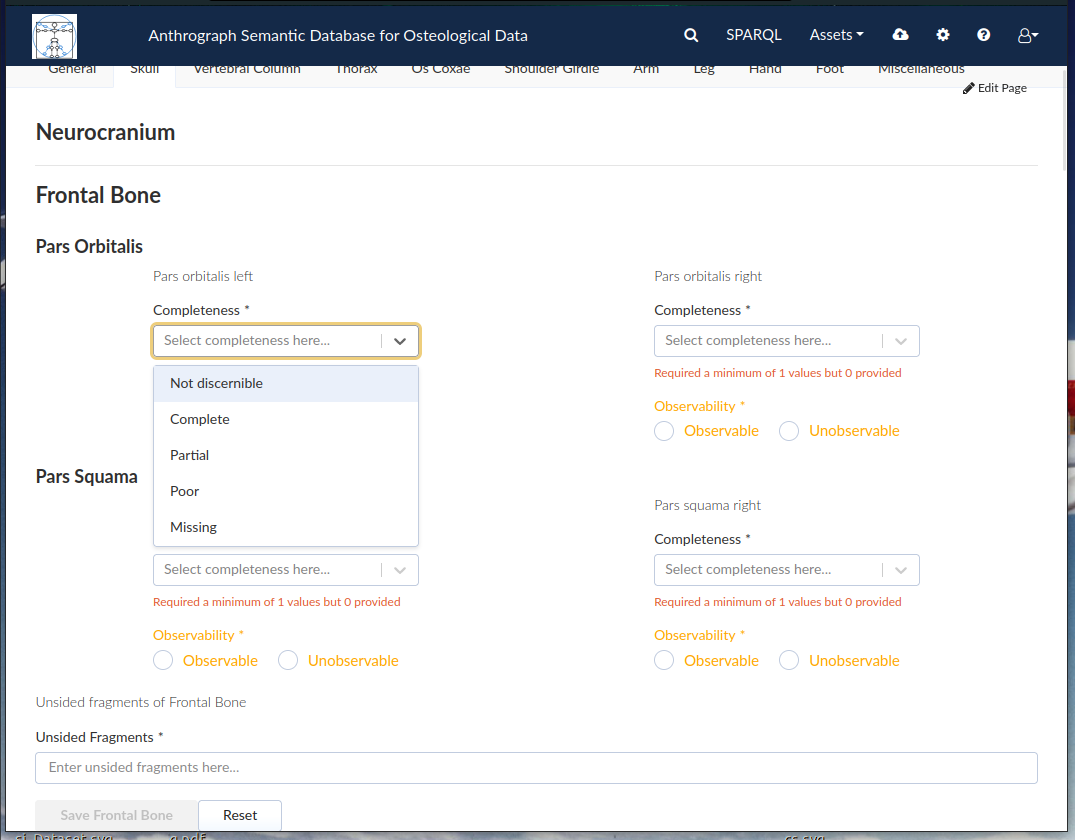 Anthrograph Semantic Database for Osteological Data SPARQL Assets
General Skull Vertebral Column Thorax Os Coxae Shoulder Girdle Arm Leg Hand Foot Miscellaneous
Edit Page
Neurocranium
Frontal Bone
Pars Orbitalis
Pars orbitalis left Pars orbitalis right
Completeness * Completeness *
Select completeness here... Select completeness here...
Required a minimum of 1 values but 0 provided
Not discernible
Observability *
Complete
Observable Unobservable
Partial
Pars Squama
Poor
Pars squama right
Missing
Completeness *
Select completeness here... Select completeness here...
Required a minimum of 1 values but 0 provided Required a minimum of 1 values but 0 provided
Observability * Observability *
Observable Unobservable Observable Unobservable
Unsided fragments of Frontal Bone
Unsided Fragments *
Enter unsided fragments here...
Save Frontal Bone Reset